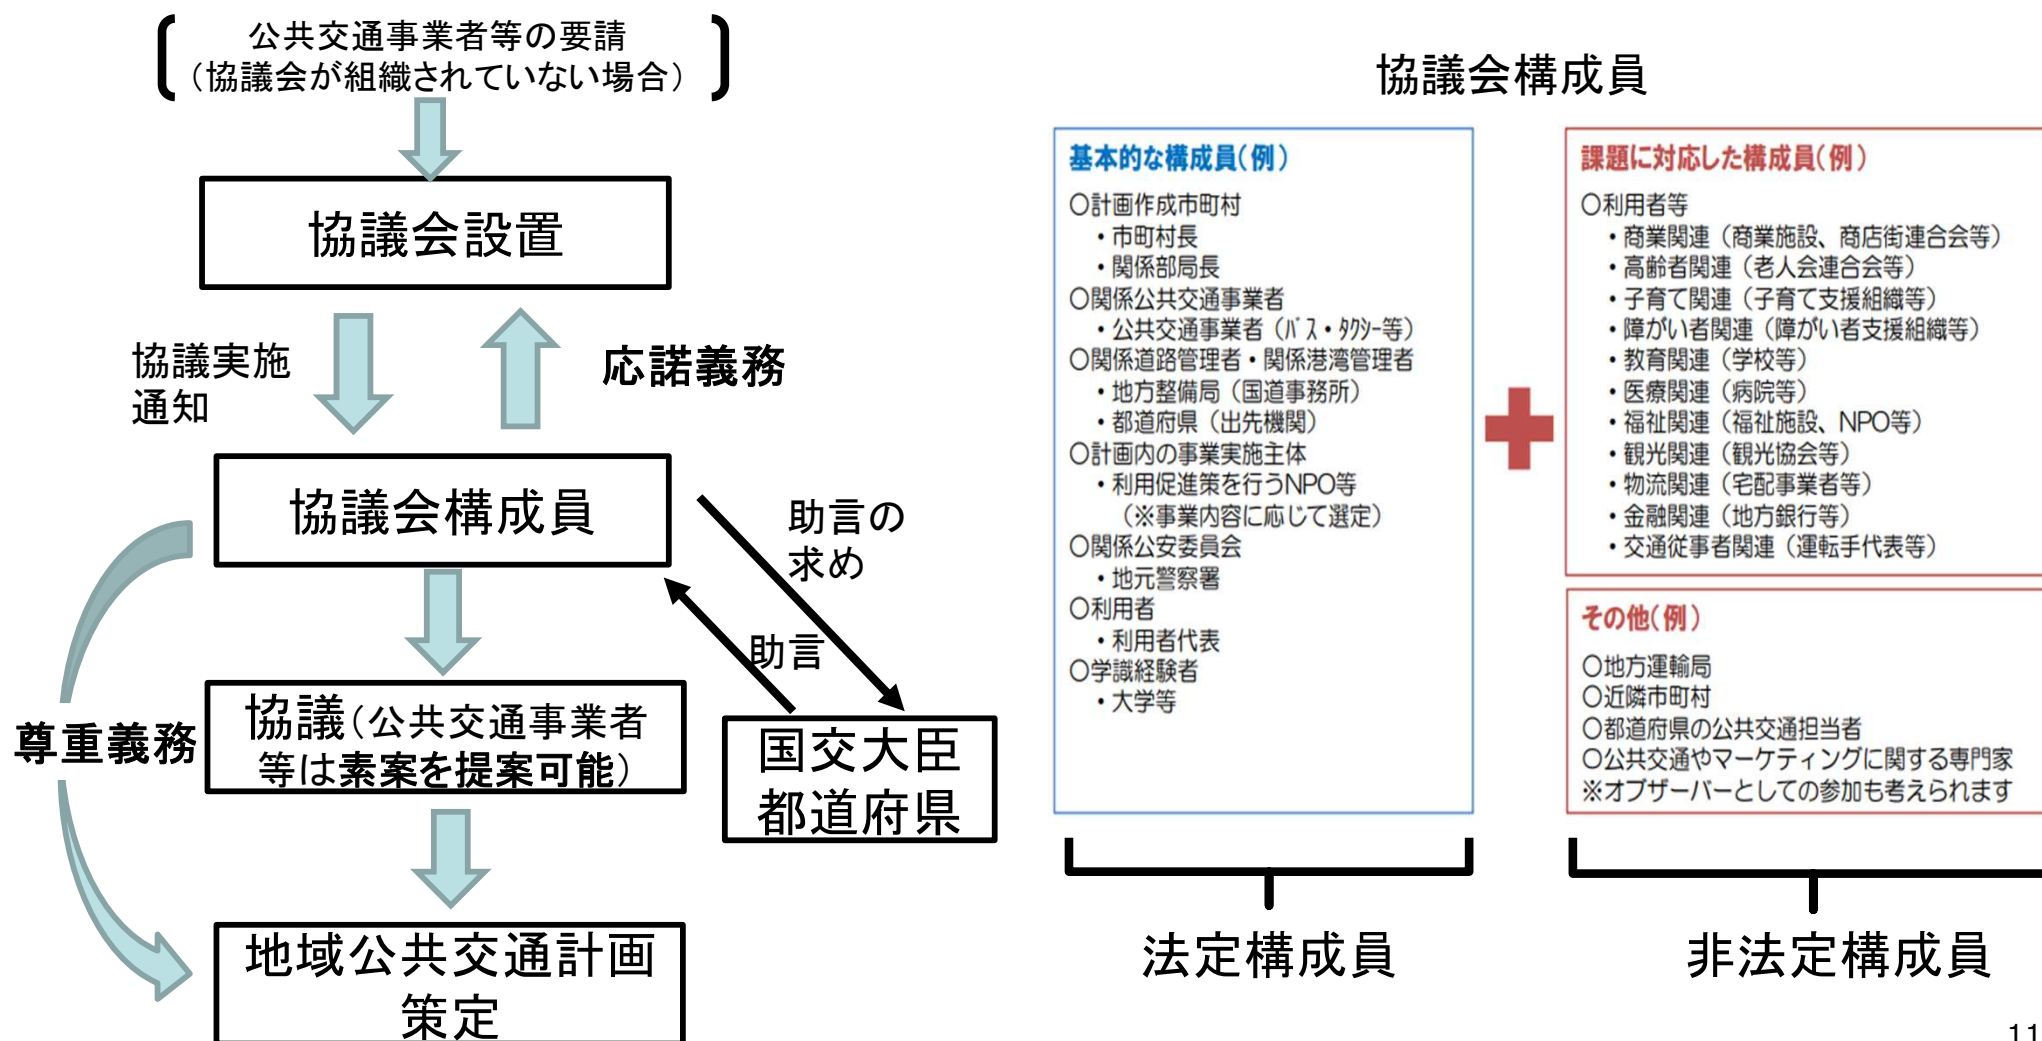 公共交通事業者等の要請
（協議会が組織されていない場合）
協議会設置
協議実施
通知
応諾義務
協議会構成員
助言の
求め
助言
尊重義務
協議（公共交通事業者
等は素案を提案可能）
国交大臣
都道府県
地域公共交通計画
策定
協議会構成員
基本的な構成員（例）
○計画作成市町村
・市町村長
・関係部局長
○関係公共交通事業者
・公共交通事業者（ﾊﾞｽ・ﾀｸｼｰ等）
○関係道路管理者・関係港湾管理者
・地方整備局（国道事務所）
・都道府県（出先機関）
○計画内の事業実施主体
・利用促進策を行うNPO等
（※事業内容に応じて選定）
○関係公安委員会
・地元警察署
○利用者
・利用者代表
○学識経験者
・大学等
法定構成員
課題に対応した構成員（例）
○利用者等
・商業関連（商業施設、商店街連合会等）
・高齢者関連（老人会連合会等）
・子育て関連（子育て支援組織等）
・障がい者関連（障がい者支援組織等）
・教育関連（学校等）
・医療関連（病院等）
・福祉関連（福祉施設、NPO等）
・観光関連（観光協会等）
・物流関連（宅配事業者等）
・金融関連（地方銀行等）
・交通従事者関連（運転手代表等）
その他（例）
○地方運輸局
○近隣市町村
○都道府県の公共交通担当者
○公共交通やマーケティングに関する専門家
※オブザーバーとしての参加も考えられます
非法定構成員
11